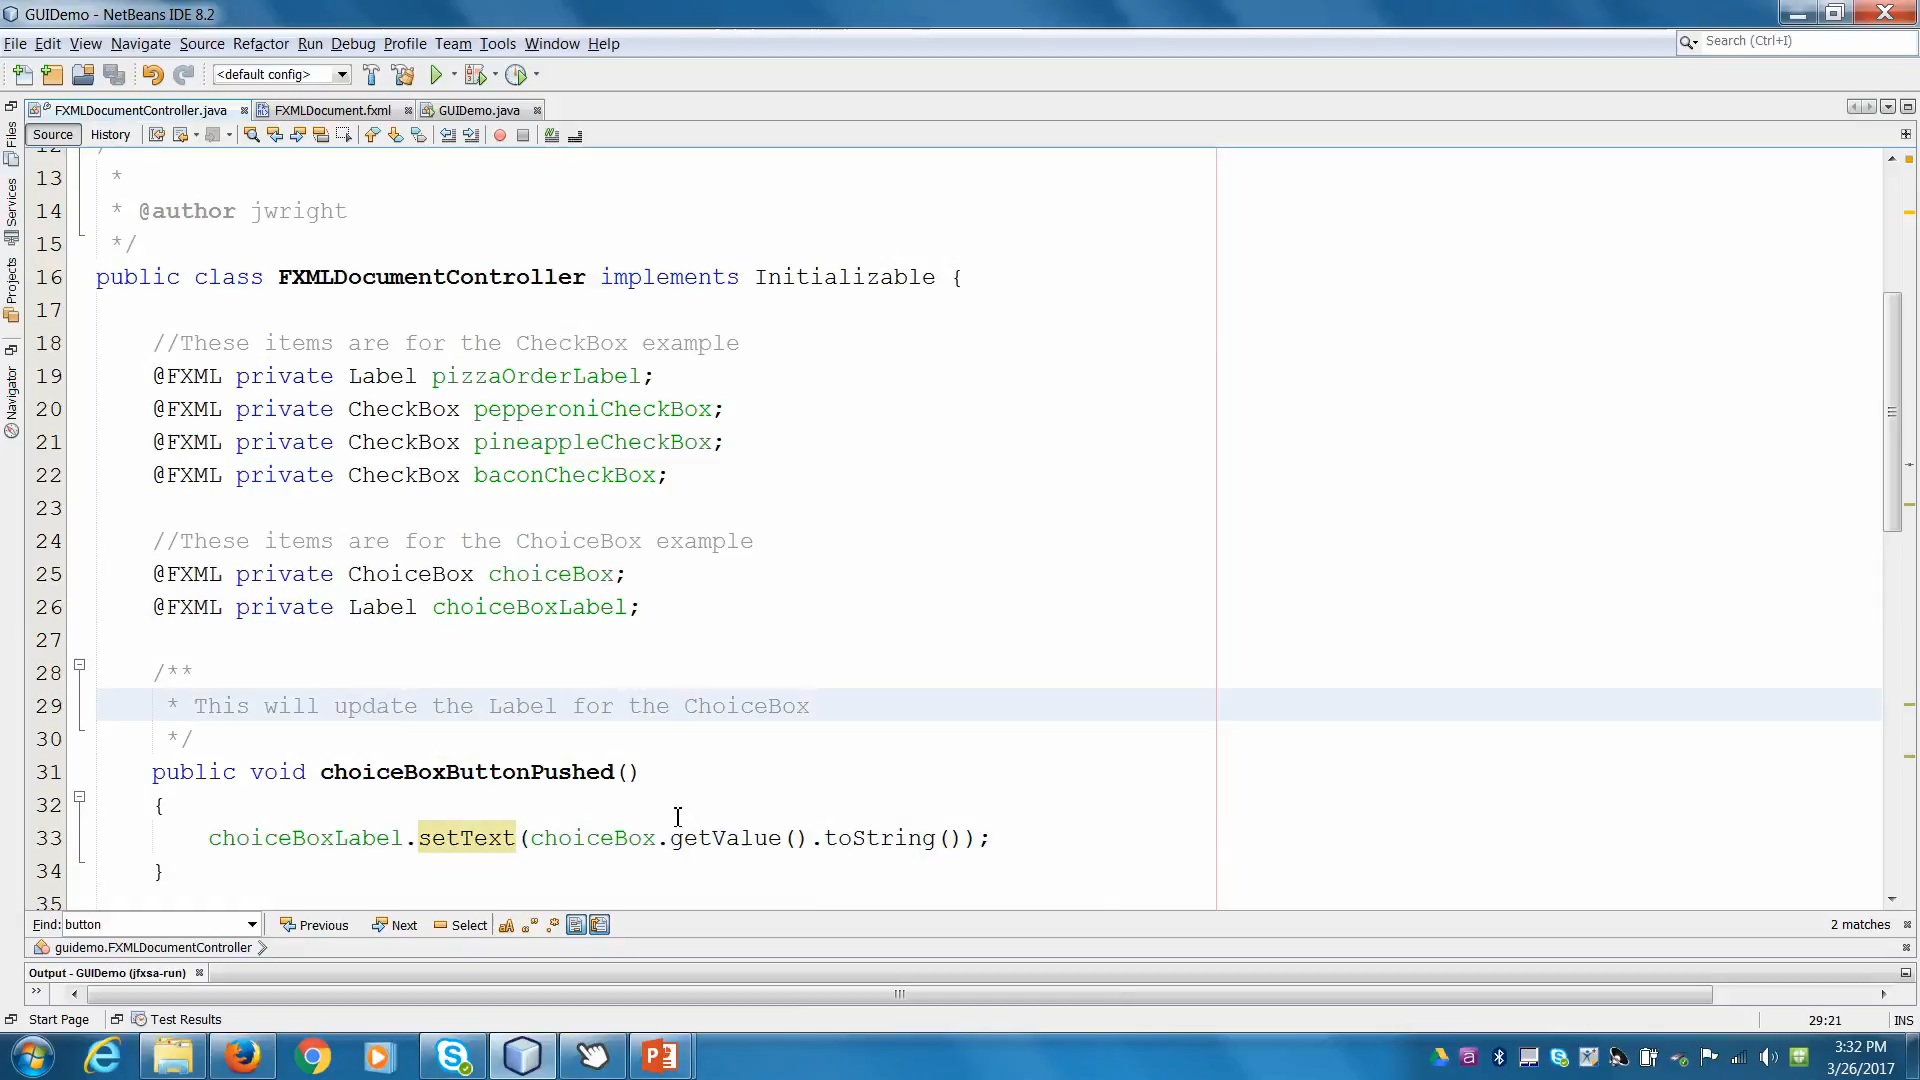 GUIDemo - NetBeans IDE 8.2
File Edit View Navigate Source Refactor Run Debug Profile Team Tools Window Help
Search (Ctrl+I)
<default config>
FXMLDocumentController.java
FXMLDocument.fxml
GUIDemo.java
Source History
Files
Services
Projects
Navigator
13 *
14 * @author jwright
15 */
16 public class FXMLDocumentController implements Initializable {
17
18 //These items are for the CheckBox example
19 @FXML private Label pizzaOrderLabel;
20 @FXML private CheckBox pepperoniCheckBox;
21 @FXML private CheckBox pineappleCheckBox;
22 @FXML private CheckBox baconCheckBox;
23
24 //These items are for the ChoiceBox example
25 @FXML private ChoiceBox choiceBox;
26 @FXML private Label choiceBoxLabel;
27
28 /**
29 * This will update the Label for the ChoiceBox
30 */
31 public void choiceBoxButtonPushed()
32 {
33 choiceBoxLabel.setText(choiceBox.getValue().toString());
34 }
35
Find: button Previous Next Select 2 matches
guidemo.FXMLDocumentController
Output - GUIDemo (jfxsa-run)
Start Page Test Results 29:21 INS
3:32 PM
3/26/2017